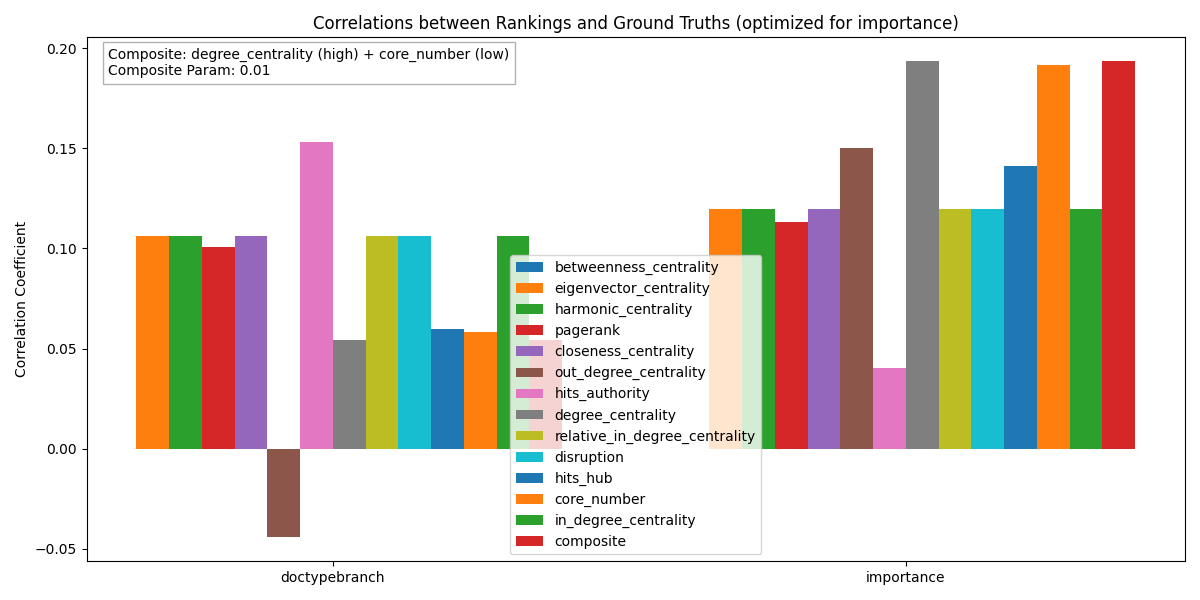 Correlations between Rankings and Ground Truths (optimized for importance)
Composite: degree_centrality (high) + core_number (low)
Composite Param: 0.01
Correlation Coefficient
0.20
0.15
0.10
0.05
0.00
−0.05
betweenness_centrality
eigenvector_centrality
harmonic_centrality
pagerank
closeness_centrality
out_degree_centrality
hits_authority
degree_centrality
relative_in_degree_centrality
disruption
hits_hub
core_number
in_degree_centrality
composite
doctypebranch
importance